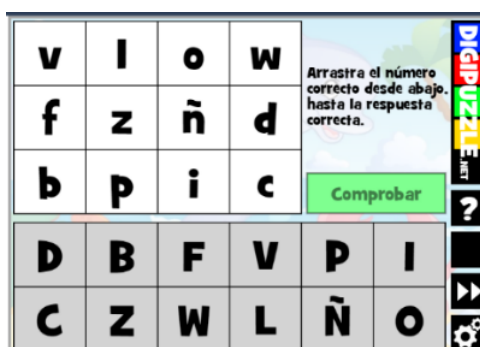 v l o w
f z ñ d
b p i c
Arrastra el número
correcto desde abajo.
hasta la respuesta
correcta.
Comprobar
DIGIPUZZLE.NET
?
D B F V P I
C Z W L Ñ O